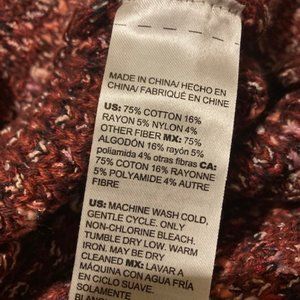 MADE IN CHINA/ HECHO EN
CHINA/ FABRIQUÉ EN CHINE
US: 75% COTTON 16%
RAYON 5% NYLON 4%
OTHER FIBER MX: 75%
ALGODÓN 16% rayón 5%
poliamida 4% otras fibras CA:
75% COTON 16% RAYONNE
5% POLYAMIDE 4% AUTRE
FIBRE
US: MACHINE WASH COLD,
GENTLE CYCLE. ONLY
NON-CHLORINE BLEACH.
TUMBLE DRY LOW. WARM
IRON. MAY BE DRY
CLEANED MX: LAVAR A
MÁQUINA CON AGUA FRÍA
EN CICLO SUAVE.
SOLAMENTE